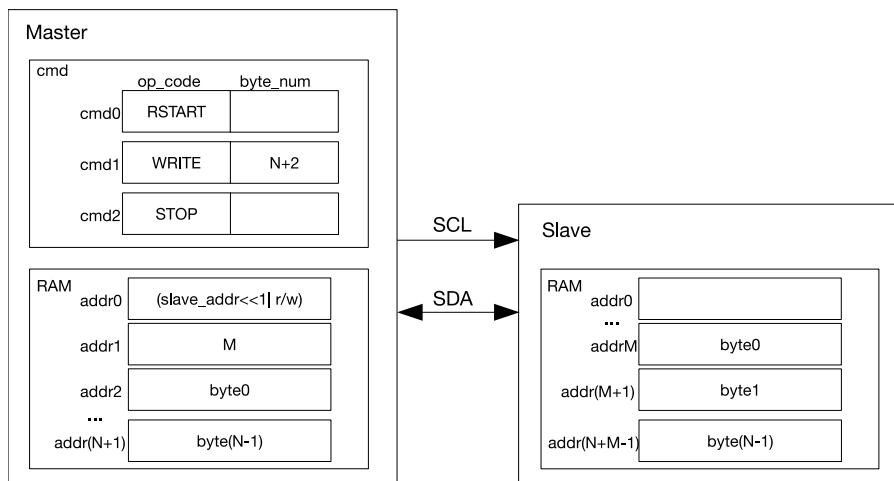 Master
cmd
op_code byte_num
cmd0 RSTART
cmd1 WRITE N+2
cmd2 STOP
RAM
addr0 (slave_addr<<1| r/w)
addr1 M
addr2 byte0
...
addr(N+1) byte(N-1)
SCL
SDA
Slave
RAM
addr0
...
addrM byte0
addr(M+1) byte1
addr(N+M-1) byte(N-1)